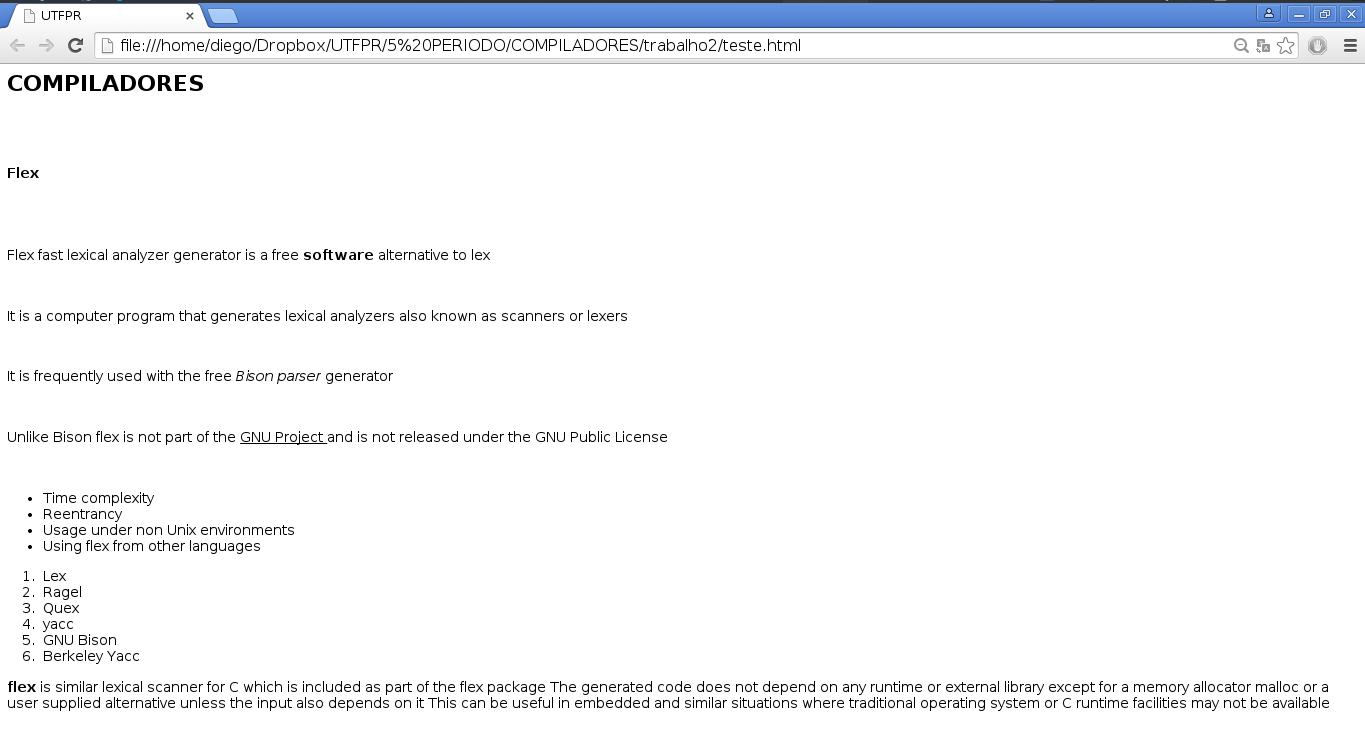 UTFPR
file:///home/diego/Dropbox/UTFPR/5%20PERIODO/COMPILADORES/trabalho2/teste.html
COMPILADORES
Flex
Flex fast lexical analyzer generator is a free software alternative to lex
It is a computer program that generates lexical analyzers also known as scanners or lexers
It is frequently used with the free Bison parser generator
Unlike Bison flex is not part of the GNU Project and is not released under the GNU Public License
• Time complexity
• Reentrancy
• Usage under non Unix environments
• Using flex from other languages
1. Lex
2. Ragel
3. Quex
4. yacc
5. GNU Bison
6. Berkeley Yacc
flex is similar lexical scanner for C which is included as part of the flex package The generated code does not depend on any runtime or external library except for a memory allocator malloc or a
user supplied alternative unless the input also depends on it This can be useful in embedded and similar situations where traditional operating system or C runtime facilities may not be available